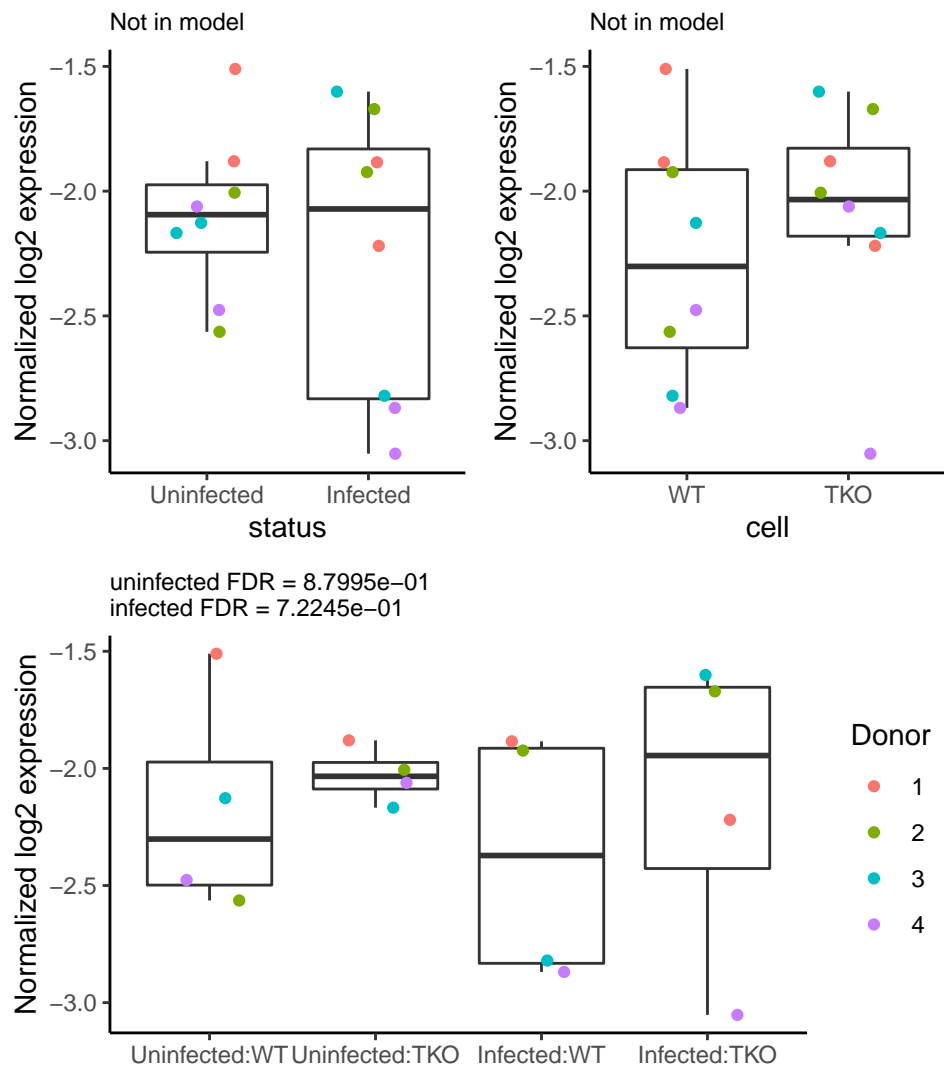 Not in model
Normalized log2 expression
−1.5
−2.0
−2.5
−3.0
Uninfected
Infected
status
Not in model
Normalized log2 expression
−1.5
−2.0
−2.5
−3.0
WT
TKO
cell
uninfected FDR = 8.7995e−01
infected FDR = 7.2245e−01
Normalized log2 expression
−1.5
−2.0
−2.5
−3.0
Uninfected:WT
Uninfected:TKO
Infected:WT
Infected:TKO
Donor
1
2
3
4